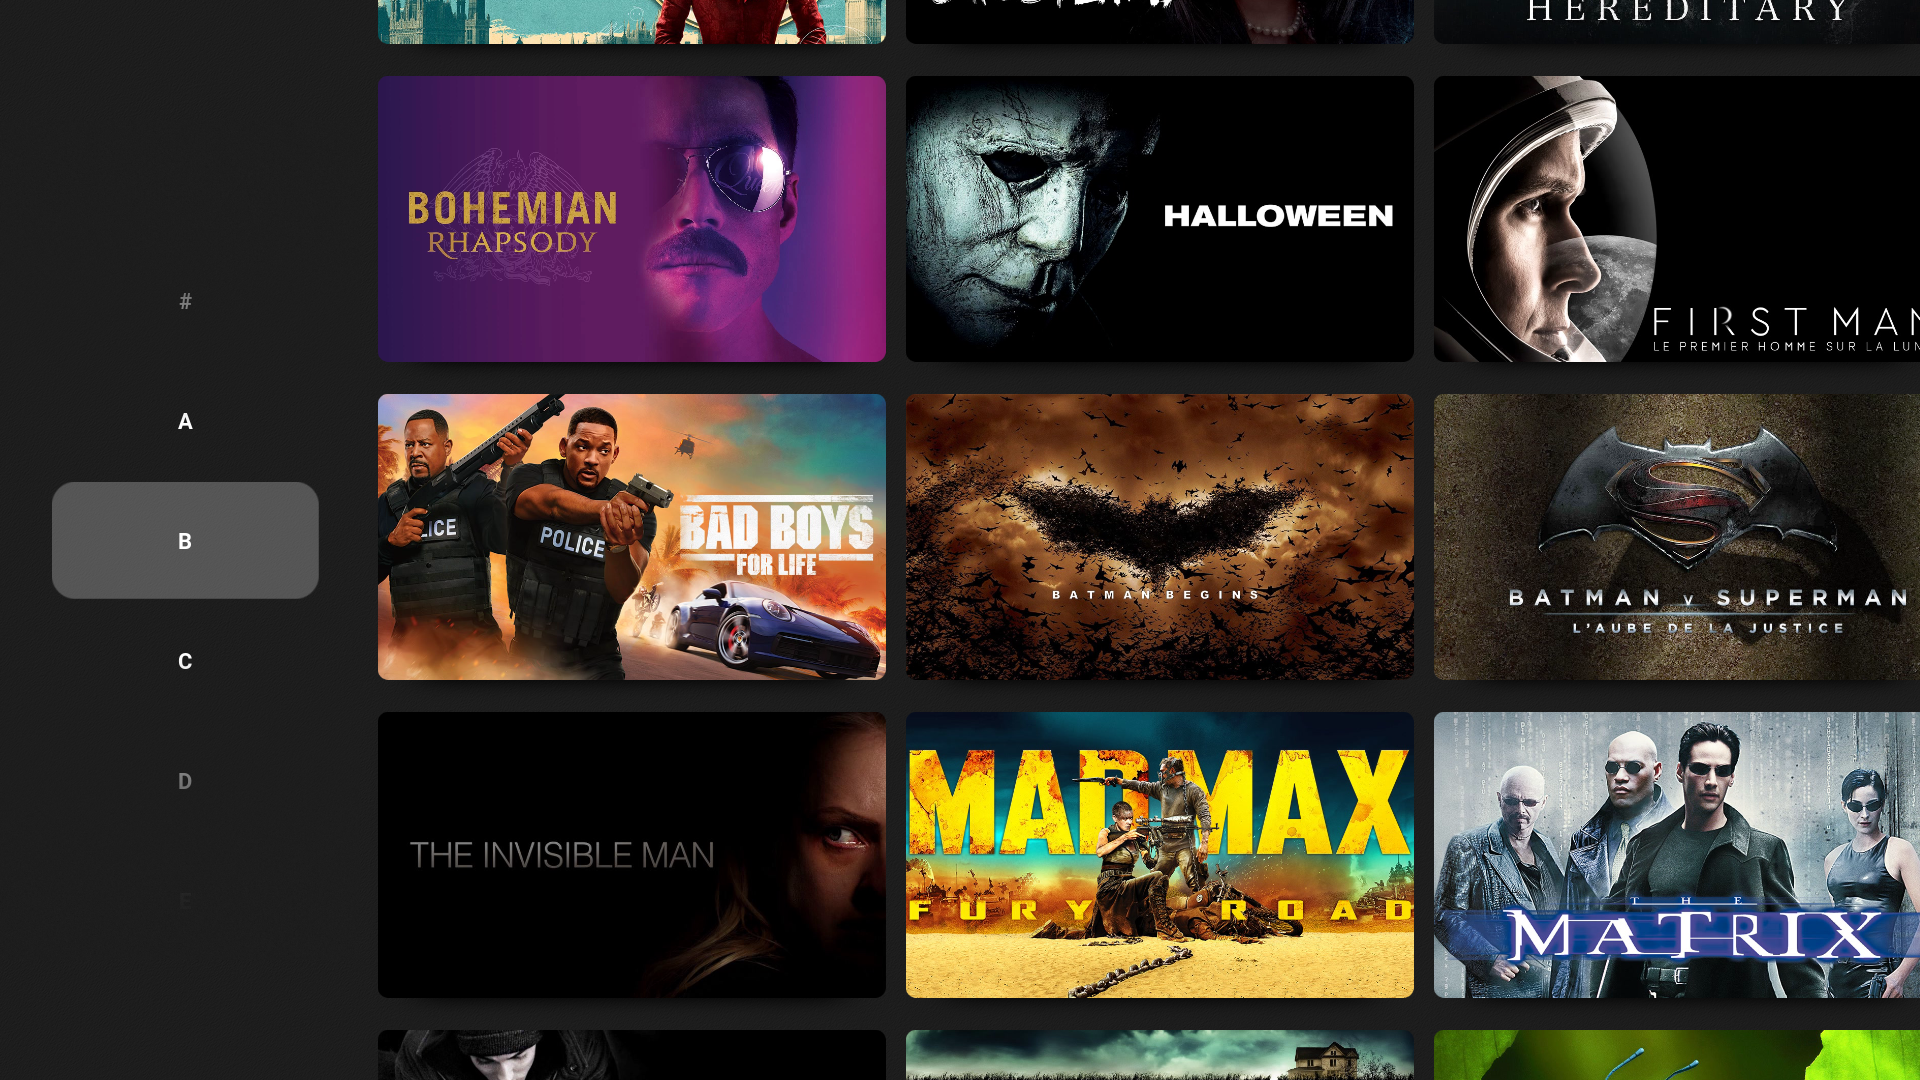 HEREDITARY
BOHEMIAN
RHAPSODY
HALLOWEEN
FIRST MAN
LE PREMIER HOMME SUR LA LUN
#
A
B
C
D
E
LICE
POLICE
BAD BOYS
FOR LIFE
BATMAN BEGINS
BATMAN v SUPERMAN
L'AUBE DE LA JUSTICE
THE INVISIBLE MAN
MAD MAX
FURY ROAD
THE
MATRIX